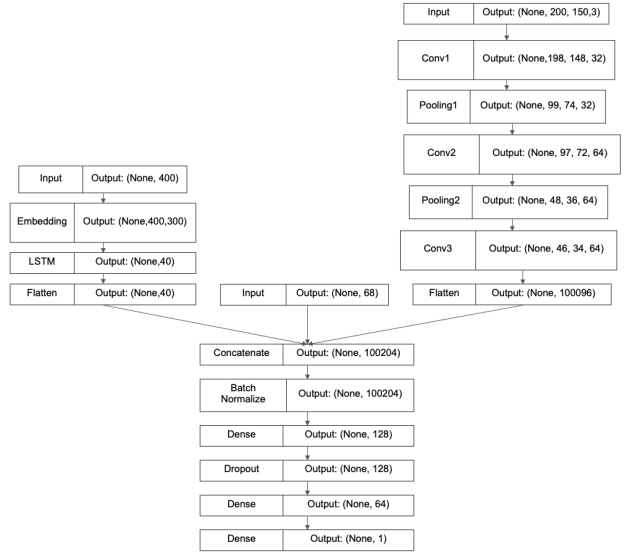 Input Output: (None, 200, 150,3)
Conv1 Output: (None,198, 148, 32)
Pooling1 Output: (None, 99, 74, 32)
Conv2 Output: (None, 97, 72, 64)
Pooling2 Output: (None, 48, 36, 64)
Conv3 Output: (None, 46, 34, 64)
Flatten Output: (None, 100096)
Input Output: (None, 400)
Embedding Output: (None,400,300)
LSTM Output: (None,40)
Flatten Output: (None,40)
Input Output: (None, 68)
Concatenate Output: (None, 100204)
Batch
Normalize Output: (None, 100204)
Dense Output: (None, 128)
Dropout Output: (None, 128)
Dense Output: (None, 64)
Dense Output: (None, 1)